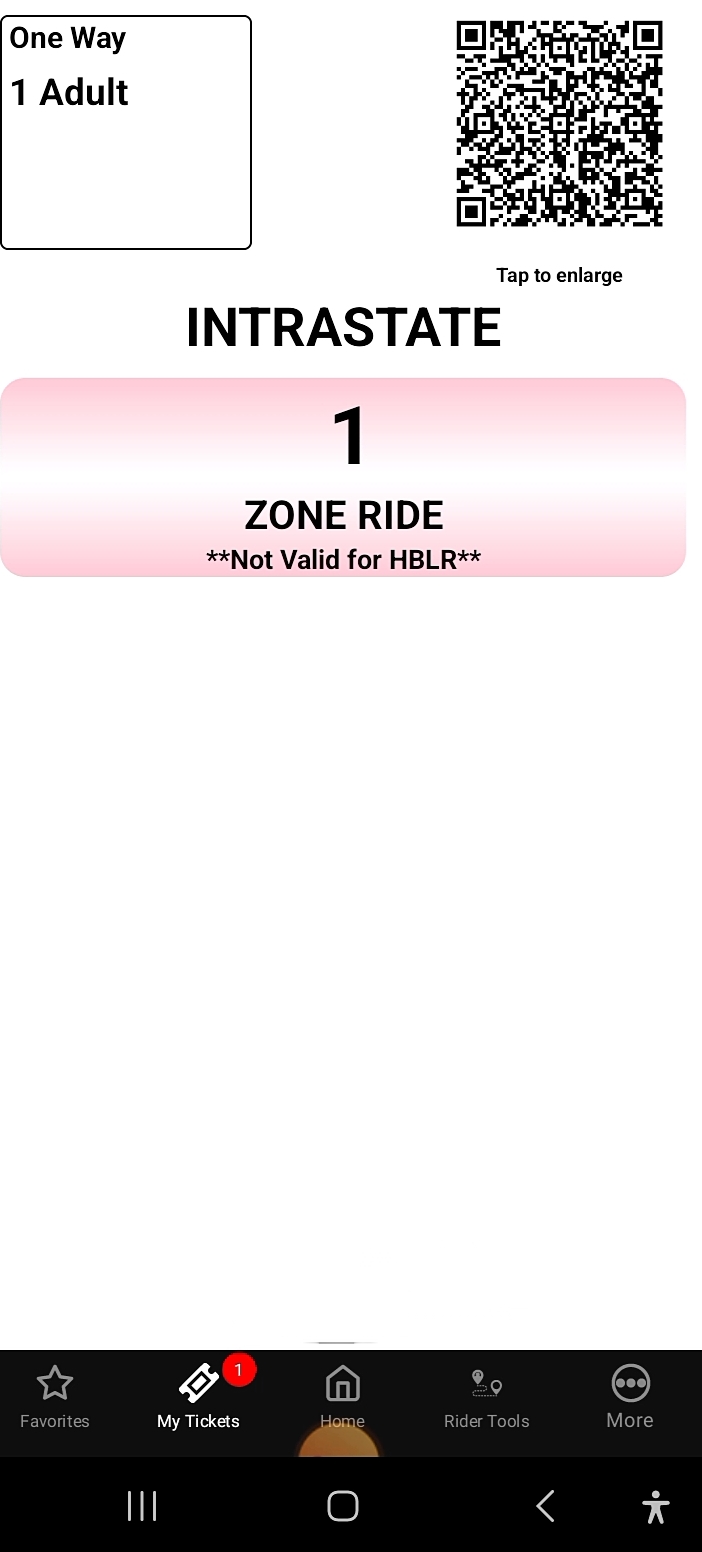 One Way
1 Adult
Tap to enlarge
INTRASTATE
1
ZONE RIDE
**Not Valid for HBLR**
1
Favorites
My Tickets
Home
Rider Tools
More